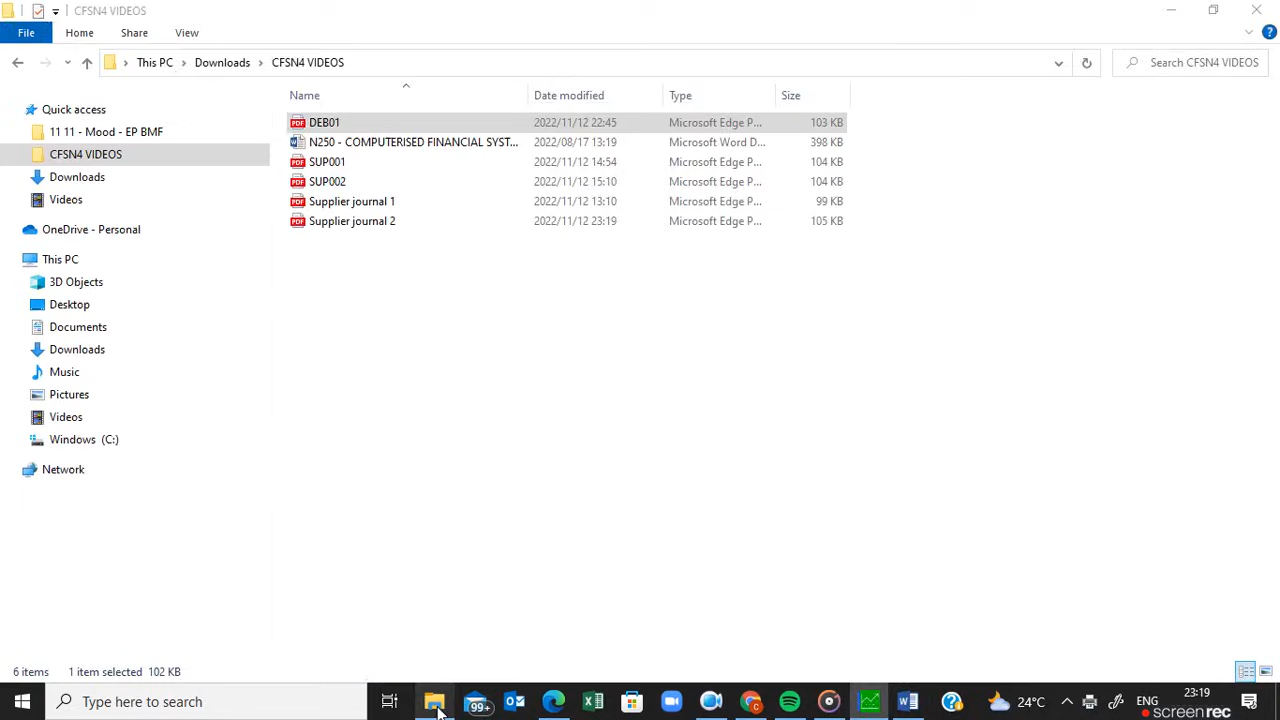 CFSN4 VIDEOS
File Home Share View
This PC Downloads CFSN4 VIDEOS Search CFSN4 VIDEOS
Name Date modified Type Size
Quick access
11 11 - Mood - EP BMF
CFSN4 VIDEOS
Downloads
Videos
OneDrive - Personal
This PC
3D Objects
Desktop
Documents
Downloads
Music
Pictures
Videos
Windows (C:)
Network
DEB01 2022/11/12 22:45 Microsoft Edge P... 103 KB
N250 - COMPUTERISED FINANCIAL SYST... 2022/08/17 13:19 Microsoft Word D... 398 KB
SUP001 2022/11/12 14:54 Microsoft Edge P... 104 KB
SUP002 2022/11/12 15:10 Microsoft Edge P... 104 KB
Supplier journal 1 2022/11/12 13:10 Microsoft Edge P... 99 KB
Supplier journal 2 2022/11/12 23:19 Microsoft Edge P... 105 KB
6 items 1 item selected 102 KB
Type here to search 99+ 24°C ENG 23:19
screenrec